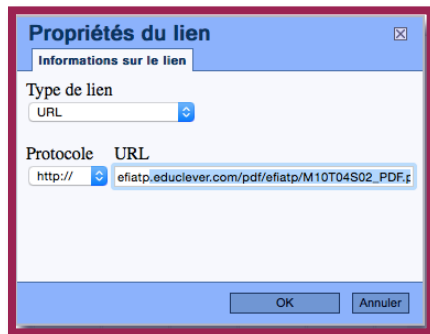 Propriétés du lien
Informations sur le lien
Type de lien
URL
Protocole URL
http:// efiatp.educlever.com/pdf/efiatp/M10T04S02_PDF.p
OK Annuler